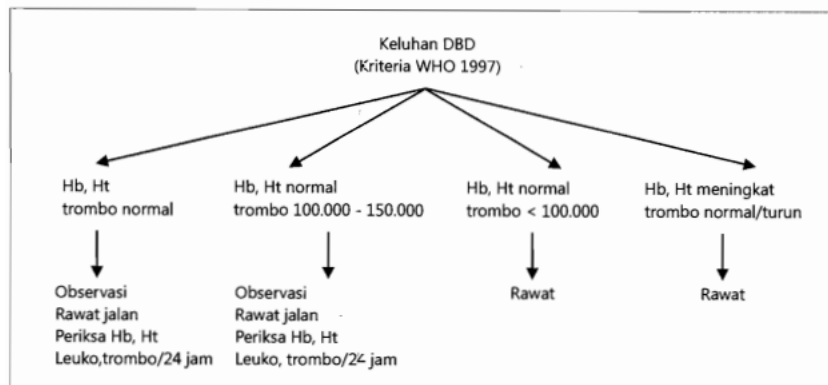 Keluhan DBD
(Kriteria WHO 1997)
Hb, Ht
trombo normal
Hb, Ht normal
trombo 100.000 - 150.000
Hb, Ht normal
trombo < 100.000
Hb, Ht meningkat
trombo normal/turun
Observasi
Rawat jalan
Periksa Hb, Ht
Leuko,trombo/24 jam
Observasi
Rawat jalan
Periksa Hb, Ht
Leuko, trombo/24 jam
Rawat
Rawat